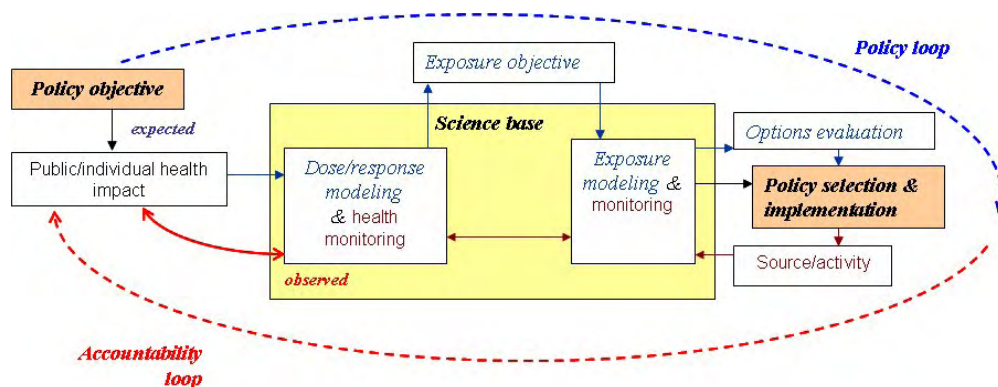 Policy loop
Policy objective
Exposure objective
expected
Science base
Options evaluation
Public/individual health
impact
Dose/response
modeling
& health
monitoring
Exposure
modeling &
monitoring
Policy selection &
implementation
observed
Source/activity
Accountability
loop